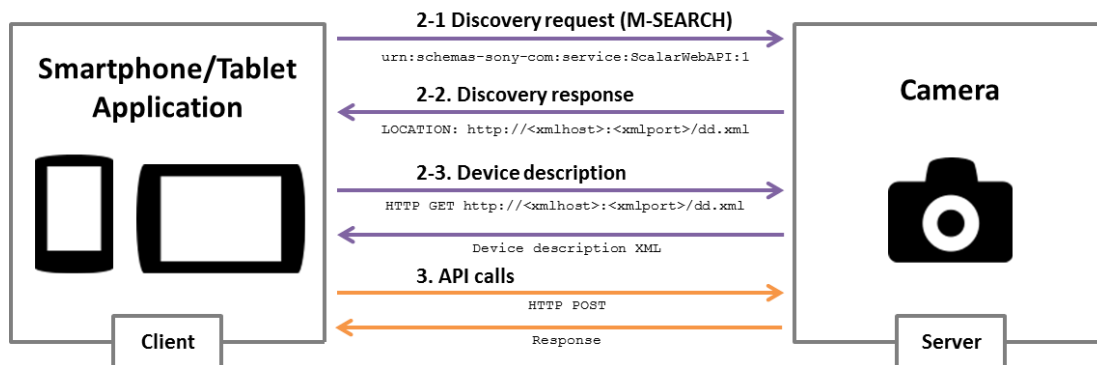 2-1 Discovery request (M-SEARCH)
urn:schemas-sony-com:service:ScalarWebAPI:1
Smartphone/Tablet
Application
2-2. Discovery response
LOCATION: http://<xmlhost>:<xmlport>/dd.xml
Camera
2-3. Device description
HTTP GET http://<xmlhost>:<xmlport>/dd.xml
Device description XML
3. API calls
HTTP POST
Response
Client
Server